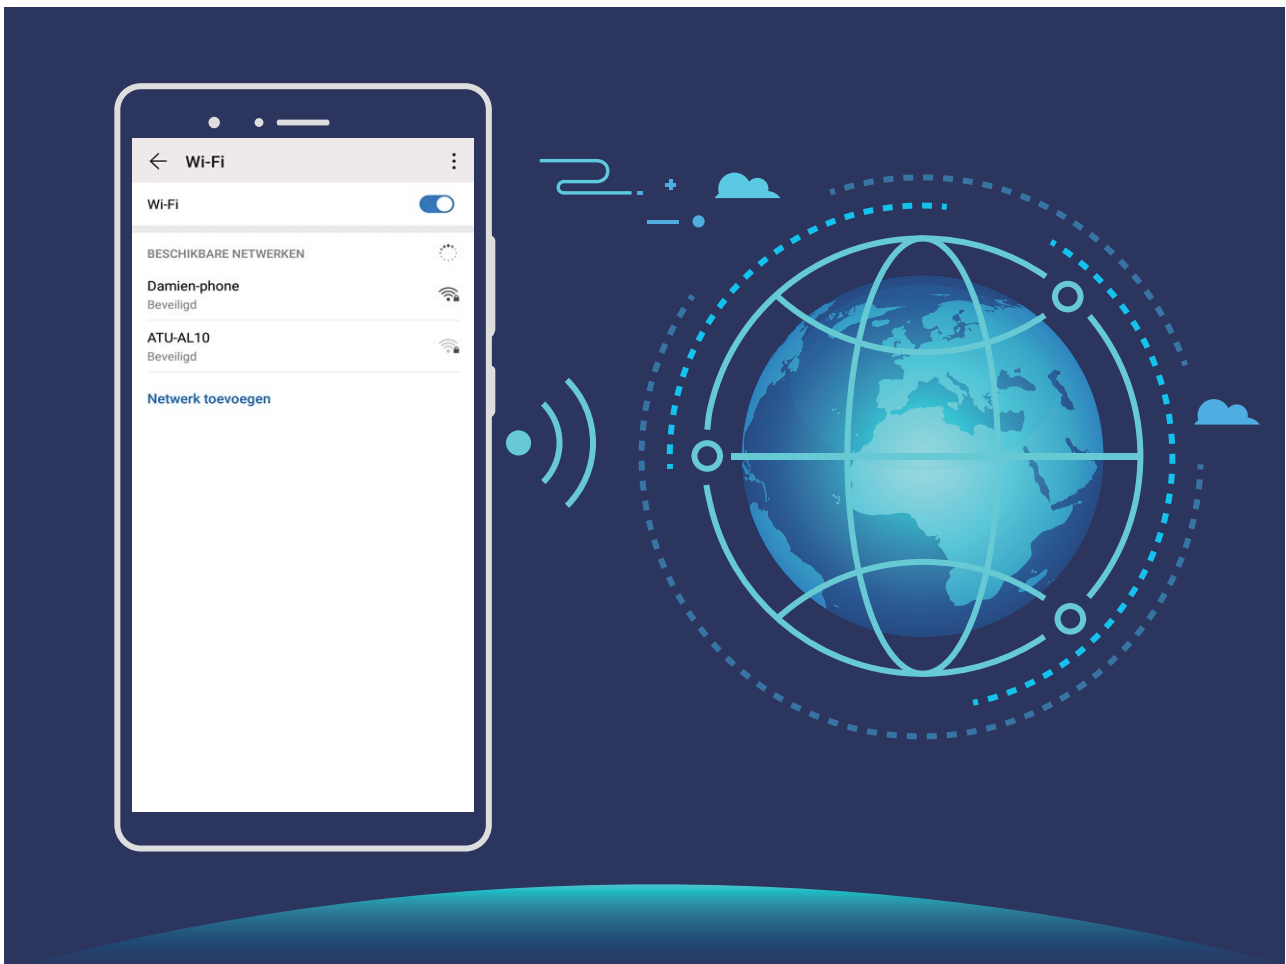 Wi-Fi
Wi-Fi
BESCHIKBARE NETWERKEN
Damien-phone
Beveiligd
ATU-AL10
Beveiligd
Netwerk toevoegen